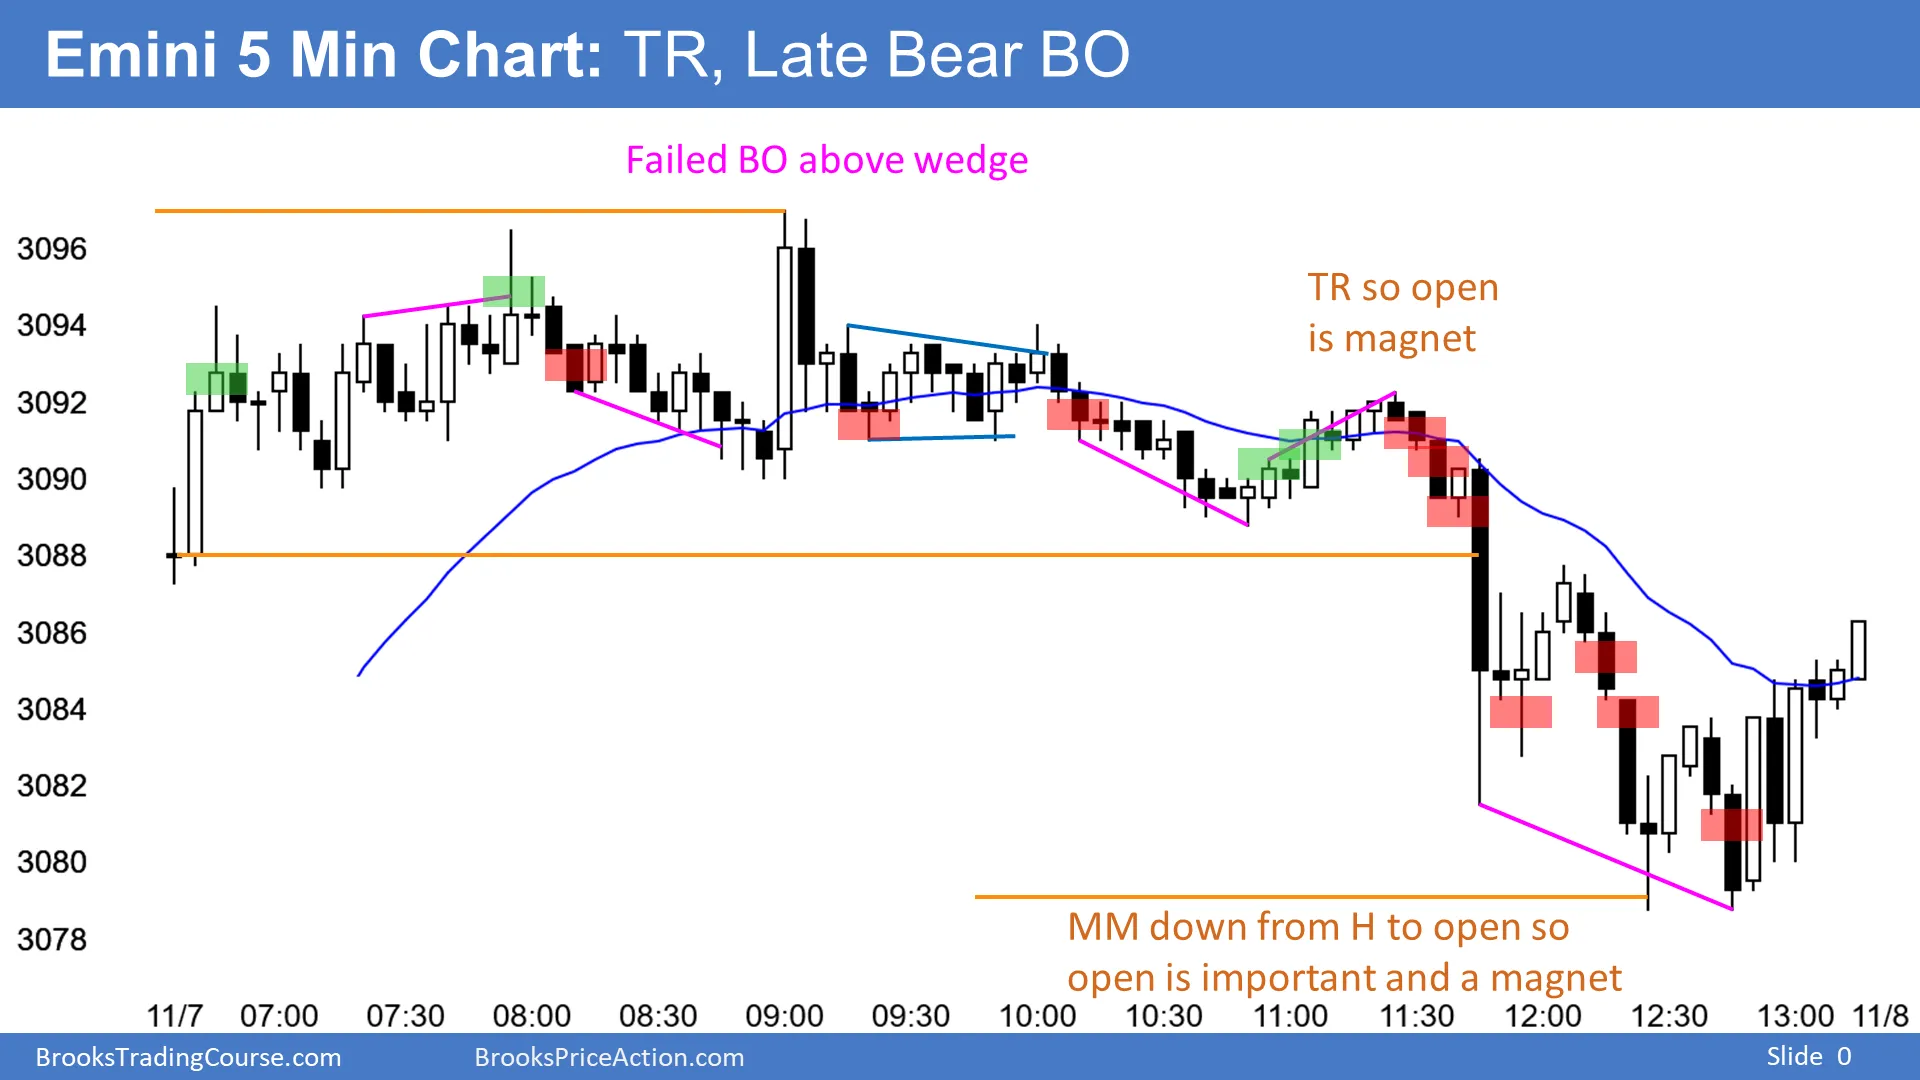 Emini 5 Min Chart: TR, Late Bear BO
Failed BO above wedge
TR so open
is magnet
3096
3094
3092
3090
3088
3086
3084
3082
3080
3078
MM down from H to open so
open is important and a magnet
11/7 07:00 07:30 08:00 08:30 09:00 09:30 10:00 10:30 11:00 11:30 12:00 12:30 13:00 11/8
BrooksTradingCourse.com BrooksPriceAction.com Slide 0